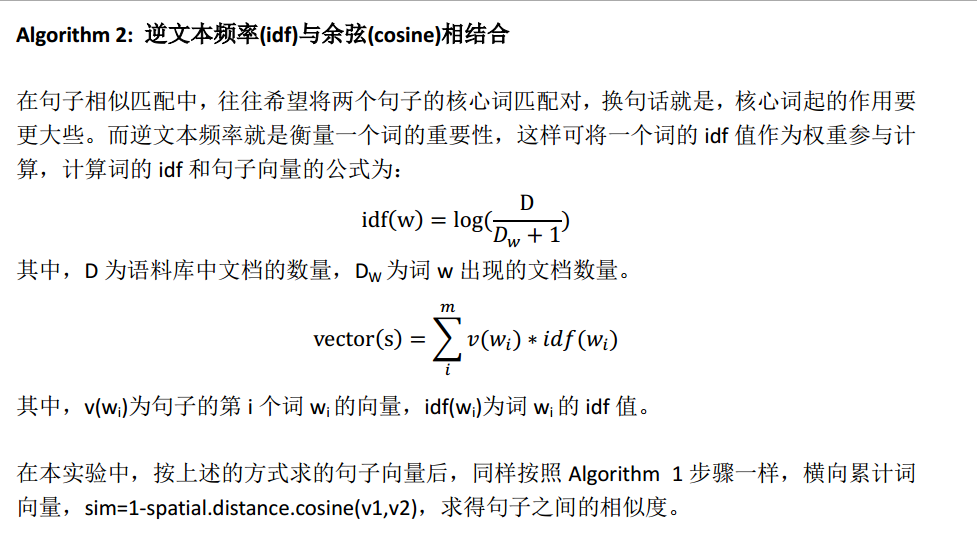 Algorithm 2: 逆文本频率(idf)与余弦(cosine)相结合
在句子相似匹配中，往往希望将两个句子的核心词匹配对，换句话就是，核心词起的作用要
更大些。而逆文本频率就是衡量一个词的重要性，这样可将一个词的 idf 值作为权重参与计
算，计算词的 idf 和句子向量的公式为：
idf(w) = log(D/(D_w + 1))
其中，D 为语料库中文档的数量，D_w 为词 w 出现的文档数量。
vector(s) = ∑_i^m v(w_i) * idf(w_i)
其中，v(w_i)为句子的第 i 个词 w_i 的向量，idf(w_i)为词 w_i 的 idf 值。
在本实验中，按上述的方式求的句子向量后，同样按照 Algorithm 1 步骤一样，横向累计词
向量，sim=1-spatial.distance.cosine(v1,v2)，求得句子之间的相似度。